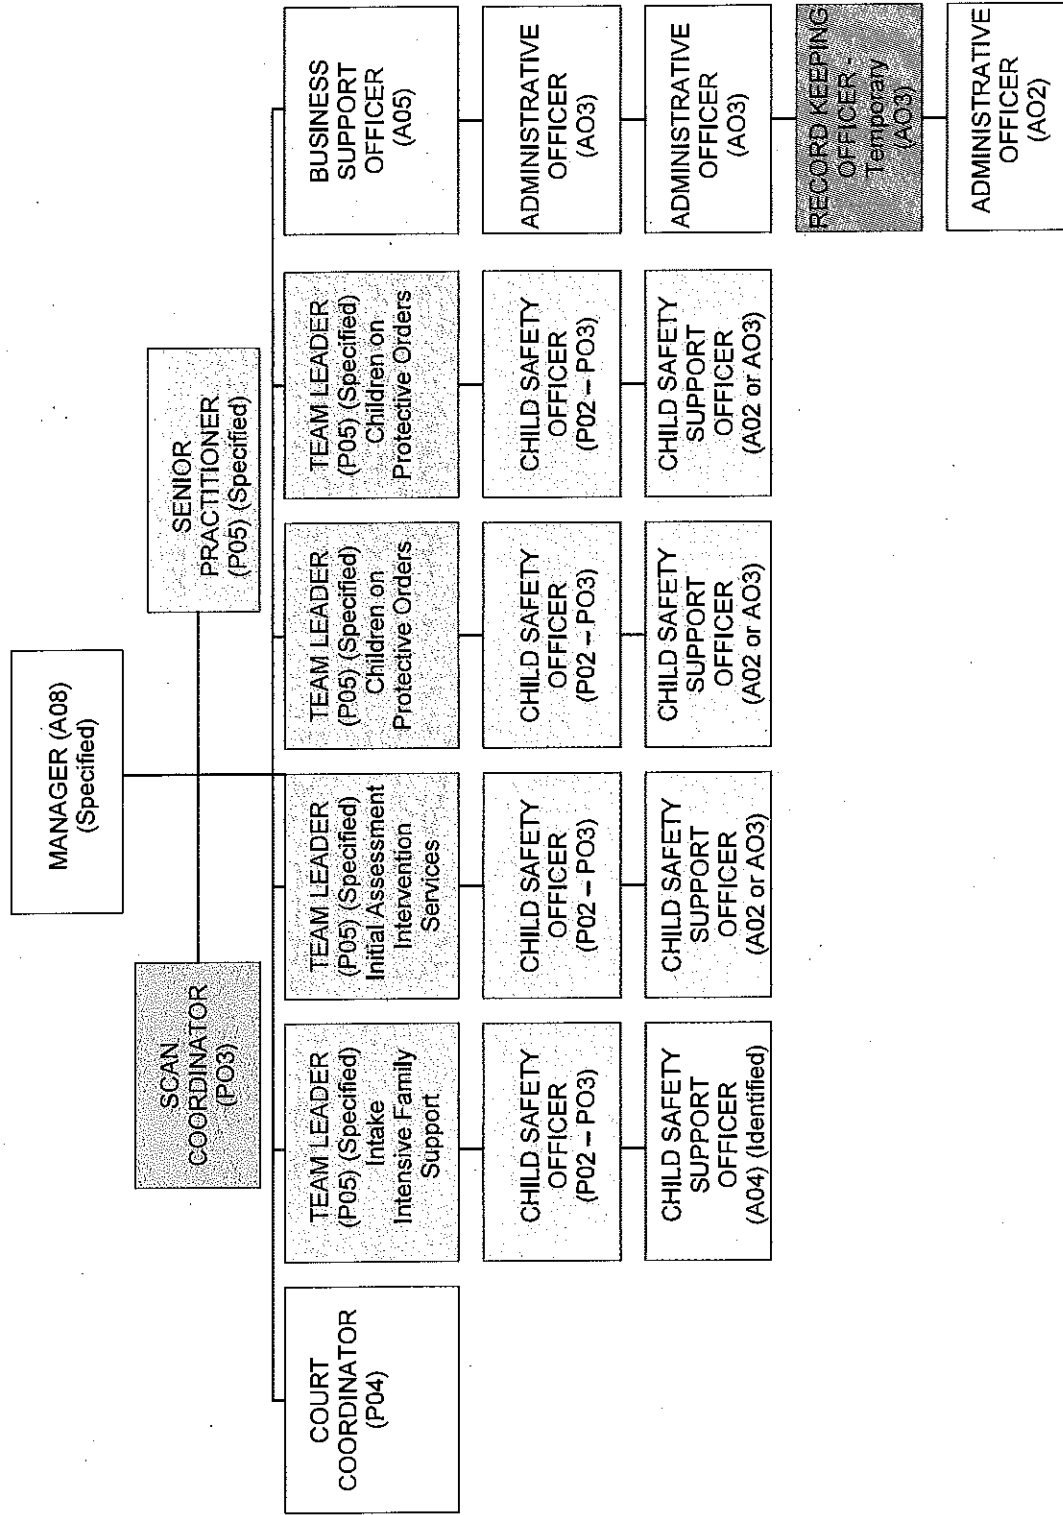 MANAGER (A08)
(Specified)
SCAN
COORDINATOR
(PO3)
SENIOR
PRACTITIONER
(P05) (Specified)
COURT
COORDINATOR
(P04)
TEAM LEADER
(P05) (Specified)
Intake
Intensive Family
Support
TEAM LEADER
(P05) (Specified)
Initial Assessment
Intervention
Services
TEAM LEADER
(P05) (Specified)
Children on
Protective Orders
TEAM LEADER
(P05) (Specified)
Children on
Protective Orders
BUSINESS
SUPPORT
OFFICER
(A05)
CHILD SAFETY
OFFICER
(P02 – PO3)
CHILD SAFETY
OFFICER
(P02 – PO3)
CHILD SAFETY
OFFICER
(P02 – PO3)
CHILD SAFETY
OFFICER
(P02 – PO3)
ADMINISTRATIVE
OFFICER
(AO3)
CHILD SAFETY
SUPPORT
OFFICER
(A04) (Identified)
CHILD SAFETY
SUPPORT
OFFICER
(A02 or AO3)
CHILD SAFETY
SUPPORT
OFFICER
(A02 or AO3)
CHILD SAFETY
SUPPORT
OFFICER
(A02 or AO3)
ADMINISTRATIVE
OFFICER
(AO3)
RECORD KEEPING
OFFICER -
Temporary
(AO3)
ADMINISTRATIVE
OFFICER
(AO2)